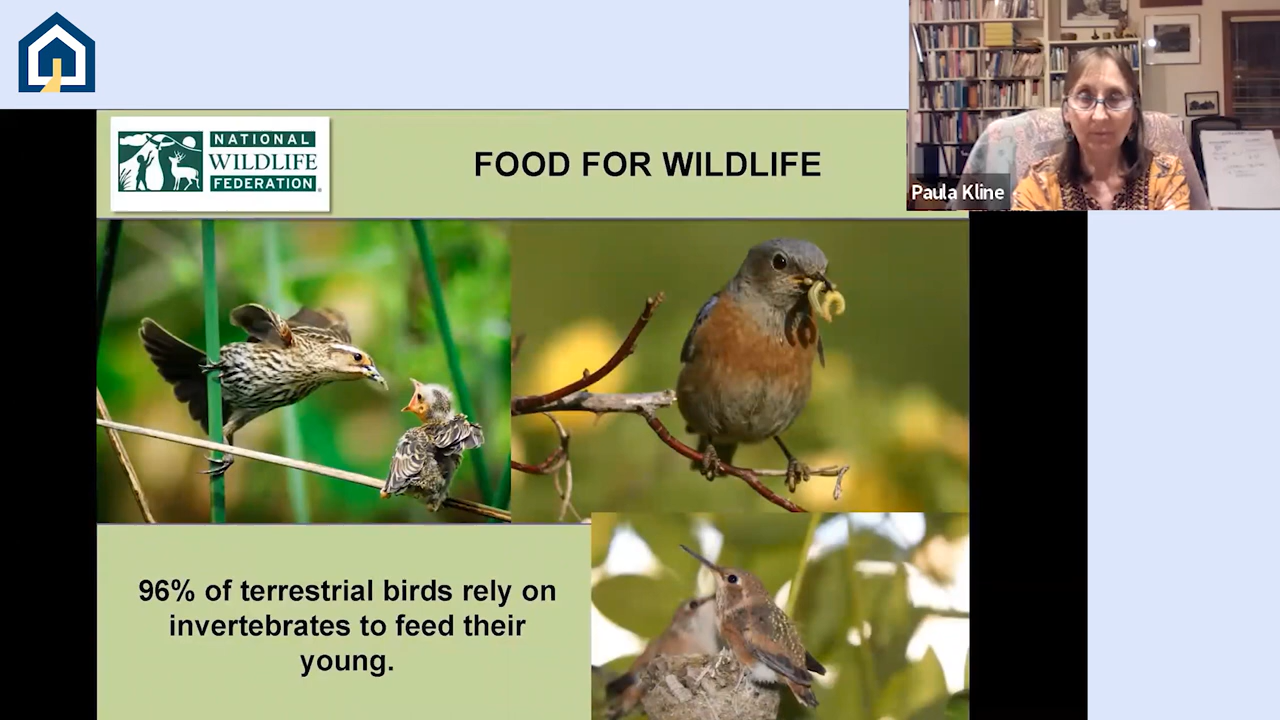 NATIONAL
WILDLIFE
FEDERATION
FOOD FOR WILDLIFE
Paula Kline
96% of terrestrial birds rely on
invertebrates to feed their
young.